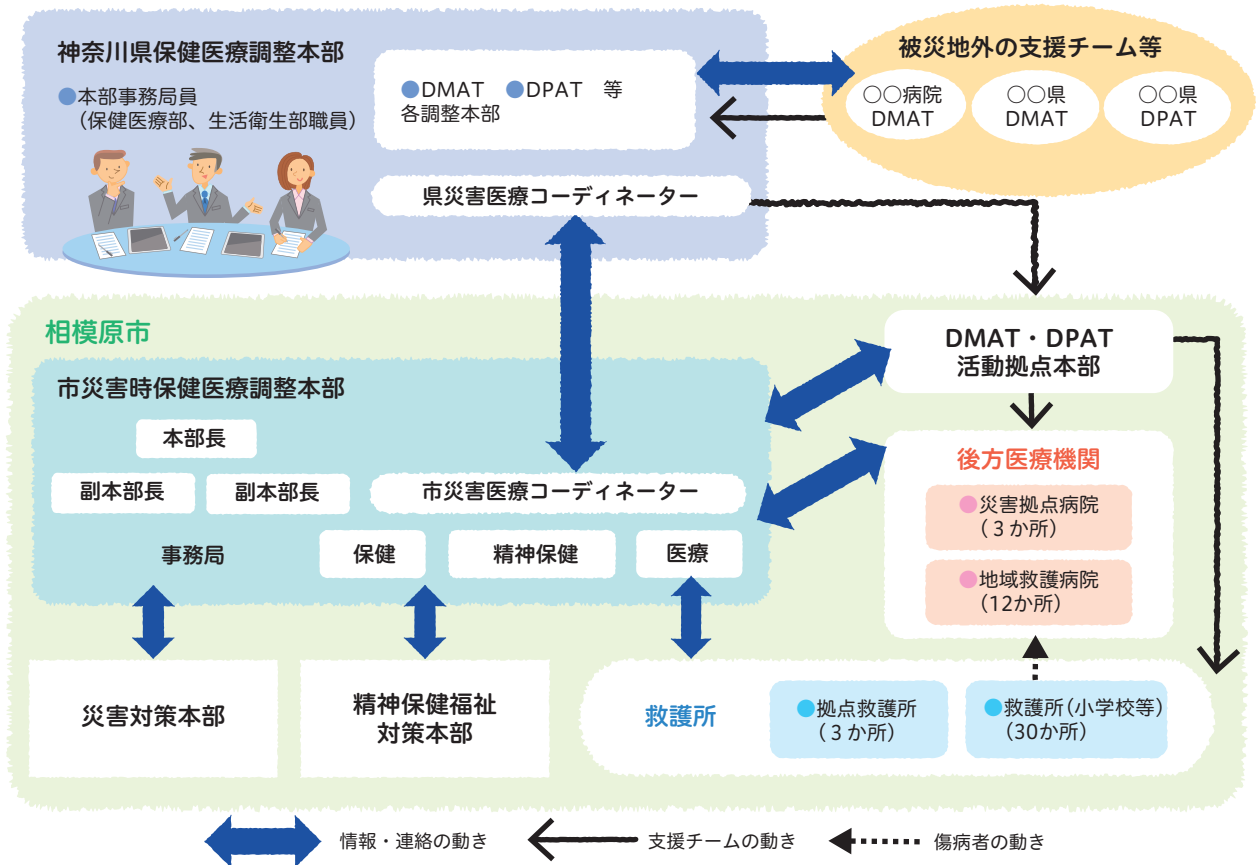 神奈川県保健医療調整本部
●本部事務局員
(保健医療部、生活衛生部職員)
●DMAT ●DPAT 等
各調整本部
県災害医療コーディネーター
被災地外の支援チーム等
○○病院
DMAT
○○県
DMAT
○○県
DPAT
相模原市
市災害時保健医療調整本部
本部長
副本部長
副本部長
市災害医療コーディネーター
事務局
保健
精神保健
医療
DMAT・DPAT
活動拠点本部
後方医療機関
●災害拠点病院
(3か所)
●地域救護病院
(12か所)
災害対策本部
精神保健福祉
対策本部
救護所
●拠点救護所
(3か所)
●救護所(小学校等)
(30か所)
情報・連絡の動き
支援チームの動き
傷病者の動き